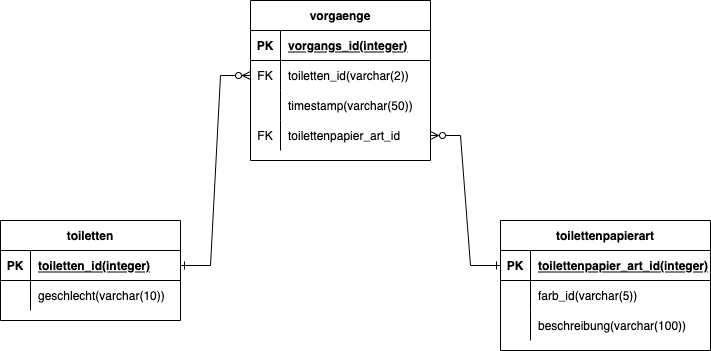 vorgaenge
PK vorgangs_id(integer)
FK toiletten_id(varchar(2))
timestamp(varchar(50))
FK toilettenpapier_art_id
toiletten
PK toiletten_id(integer)
geschlecht(varchar(10))
toilettenpapierart
PK toilettenpapier_art_id(integer)
farb_id(varchar(5))
beschreibung(varchar(100))